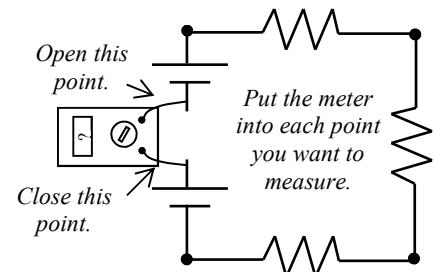 Open this
point.
Put the meter
into each point
you want to
measure.
?
Close this
point.